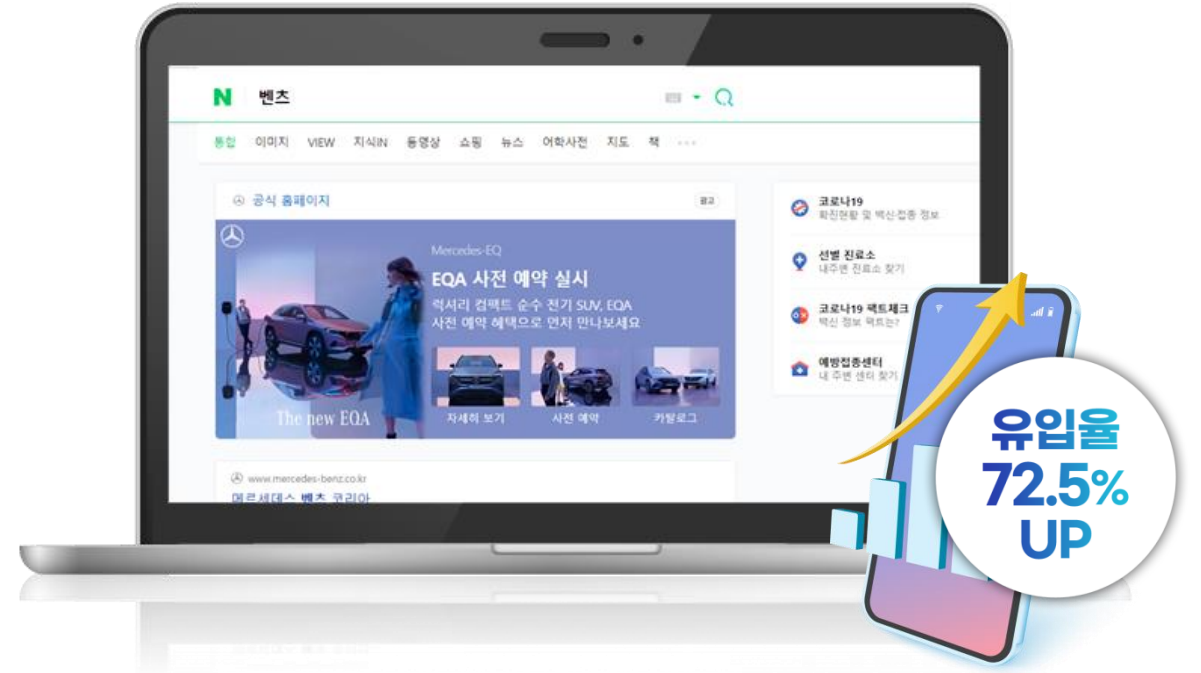 N 벤츠
통합 이미지 VIEW 지식iN 동영상 쇼핑 뉴스 어학사전 지도 책 ···
공식 홈페이지 광고
Mercedes-EQ
EQA 사전 예약 실시
럭셔리 컴팩트 순수 전기 SUV, EQA
사전 예약 혜택으로 먼저 만나보세요
The new EQA
자세히 보기 사전 예약 카탈로그
www.mercedes-benz.co.kr
메르세데스 벤츠 코리아
코로나19
확진현황 및 백신·접종 정보
선별 진료소
내주변 진료소 찾기
코로나19 팩트체크
백신 정보 팩트는?
예방접종센터
내 주변 센터 찾기
유입율
72.5%
UP